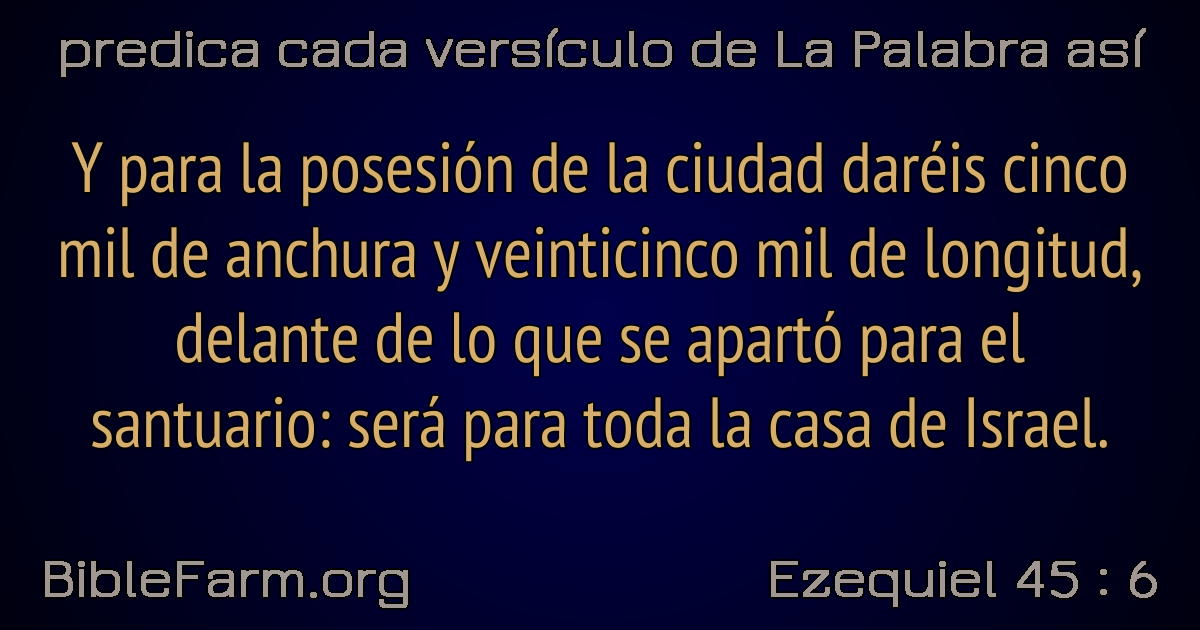 predica cada versículo de La Palabra así
Y para la posesión de la ciudad daréis cinco
mil de anchura y veinticinco mil de longitud,
delante de lo que se apartó para el
santuario: será para toda la casa de Israel.
BibleFarm.org
Ezequiel 45 : 6